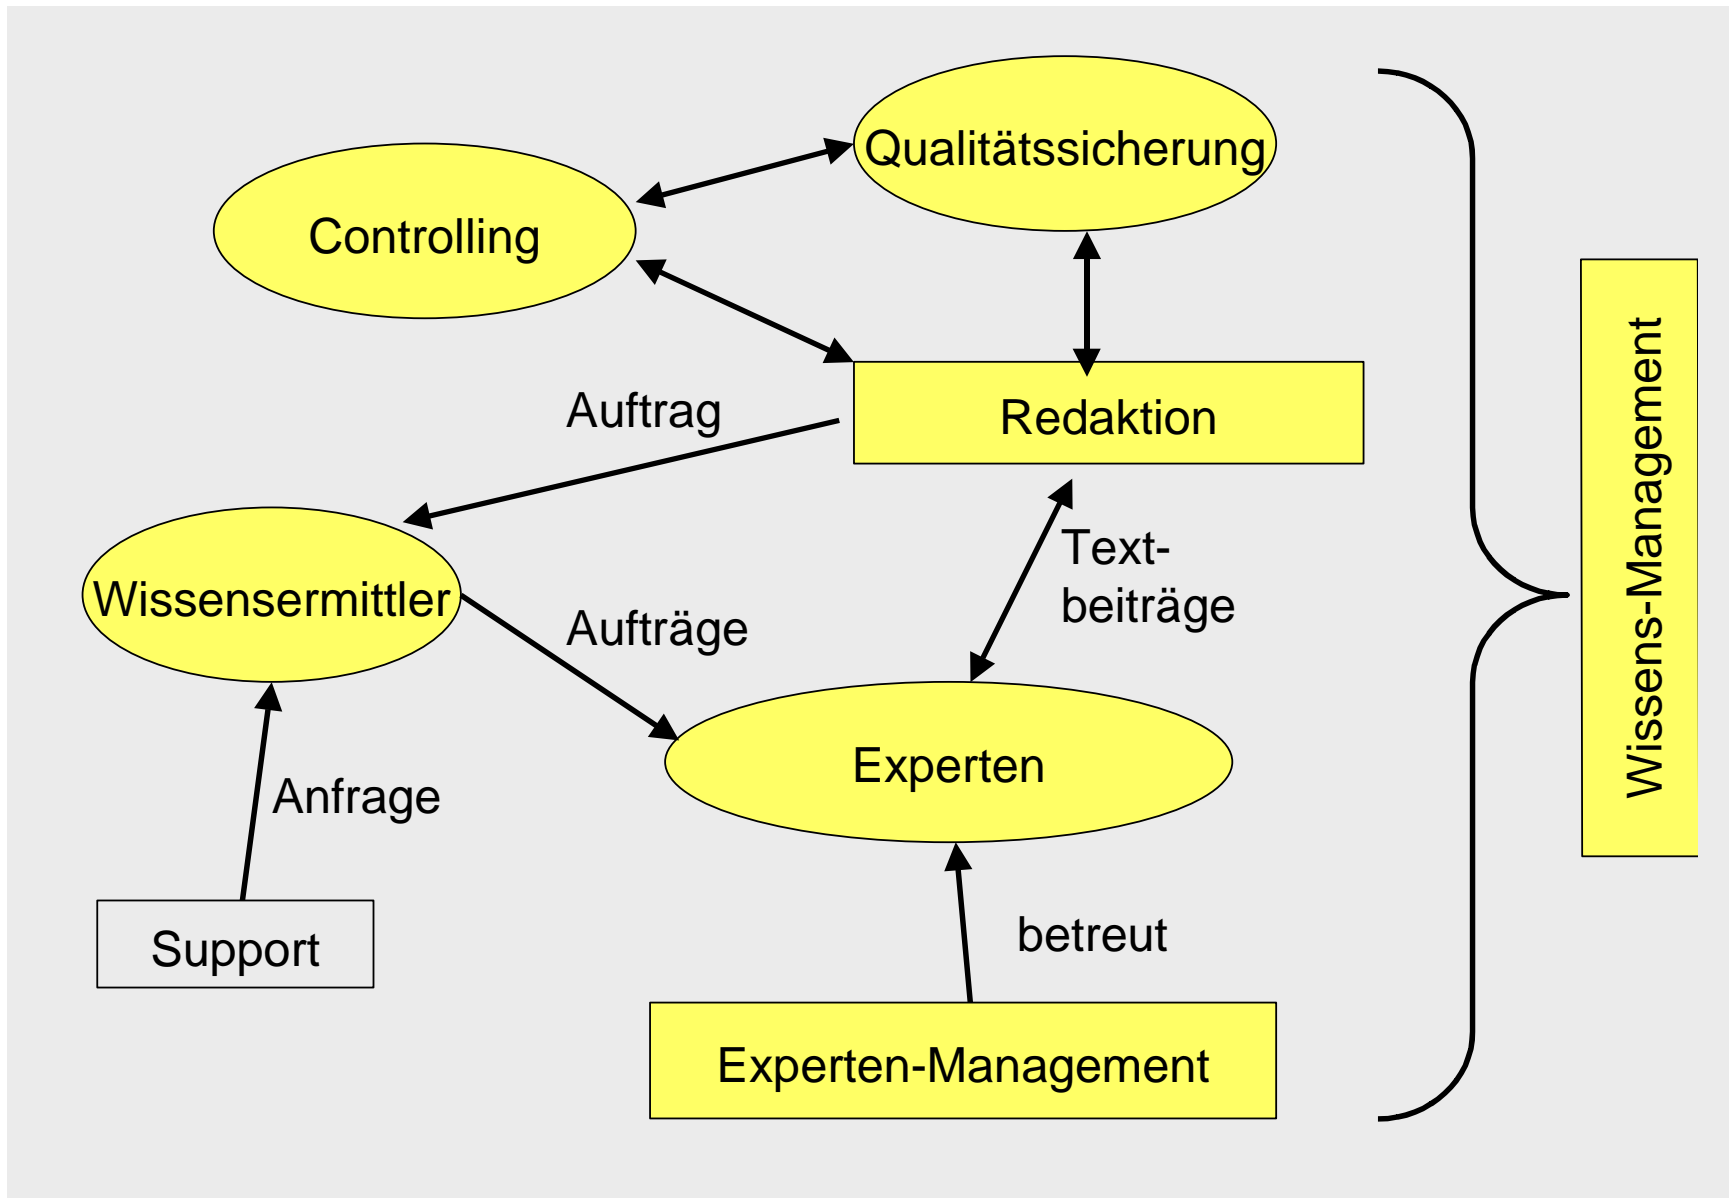 Qualitätssicherung
Controlling
Auftrag
Redaktion
Text-
beiträge
Wissensermittler
Aufträge
Experten
Anfrage
Support
betreut
Experten-Management
Wissens-Management